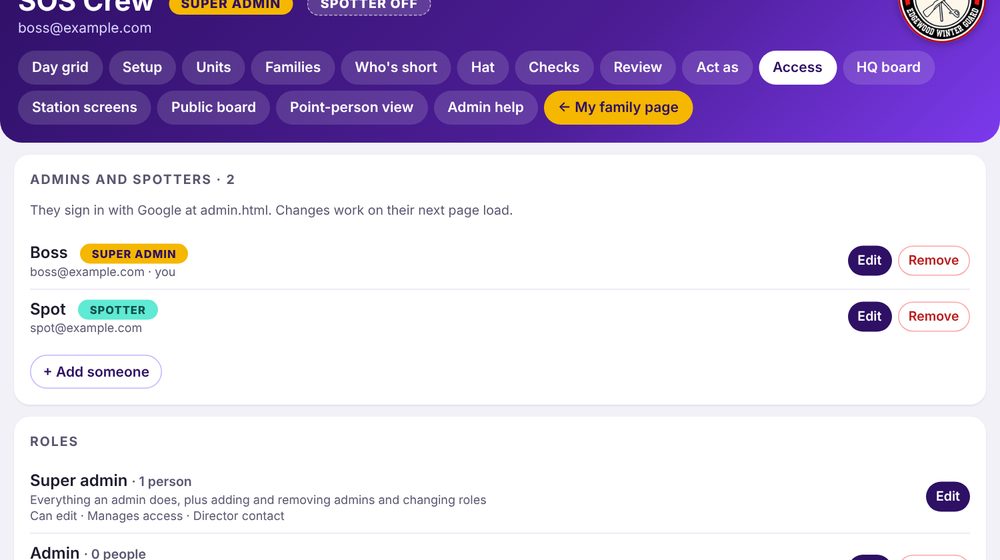 SOS Crew SUPER ADMIN SPOTTER OFF
boss@example.com
EDGEWOOD WINTER GUARD
Day grid Setup Units Families Who's short Hat Checks Review Act as Access HQ board
Station screens Public board Point-person view Admin help ← My family page
ADMINS AND SPOTTERS · 2
They sign in with Google at admin.html. Changes work on their next page load.
Boss SUPER ADMIN
boss@example.com · you
Edit Remove
Spot SPOTTER
spot@example.com
Edit Remove
+ Add someone
ROLES
Super admin · 1 person
Everything an admin does, plus adding and removing admins and changing roles
Can edit · Manages access · Director contact
Edit
Admin · 0 people